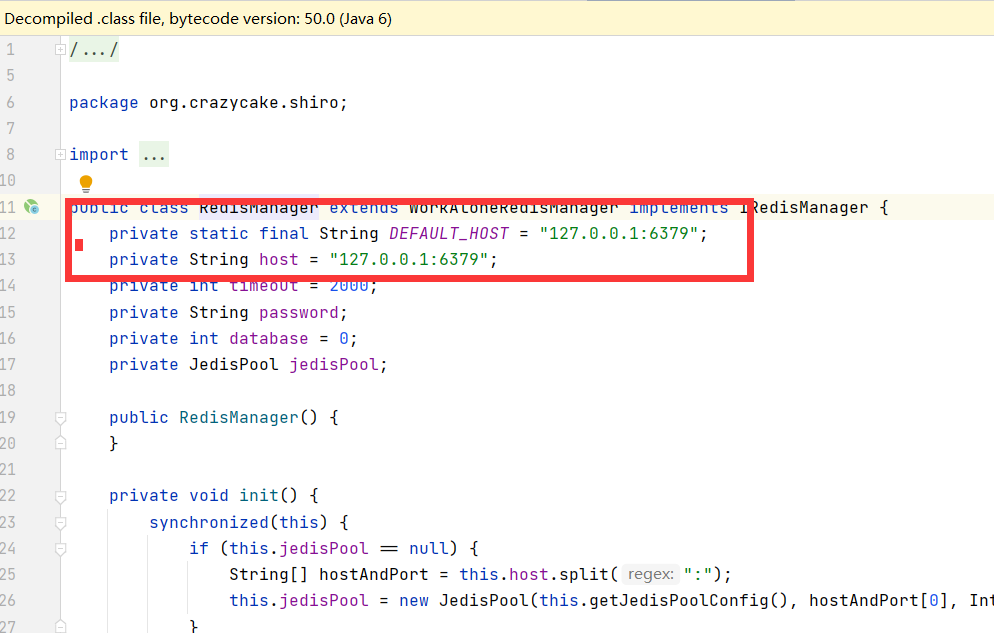 Decompiled .class file, bytecode version: 50.0 (Java 6)
1 /.../
5
6 package org.crazycake.shiro;
7
8 import ...
10
11 public class RedisManager extends WorkAloneRedisManager implements IRedisManager {
12 private static final String DEFAULT_HOST = "127.0.0.1:6379";
13 private String host = "127.0.0.1:6379";
14 private int timeout = 2000;
15 private String password;
16 private int database = 0;
17 private JedisPool jedisPool;
18
19 public RedisManager() {
20 }
21
22 private void init() {
23 synchronized(this) {
24 if (this.jedisPool == null) {
25 String[] hostAndPort = this.host.split( regex: ":");
26 this.jedisPool = new JedisPool(this.getJedisPoolConfig(), hostAndPort[0], Int
27 }